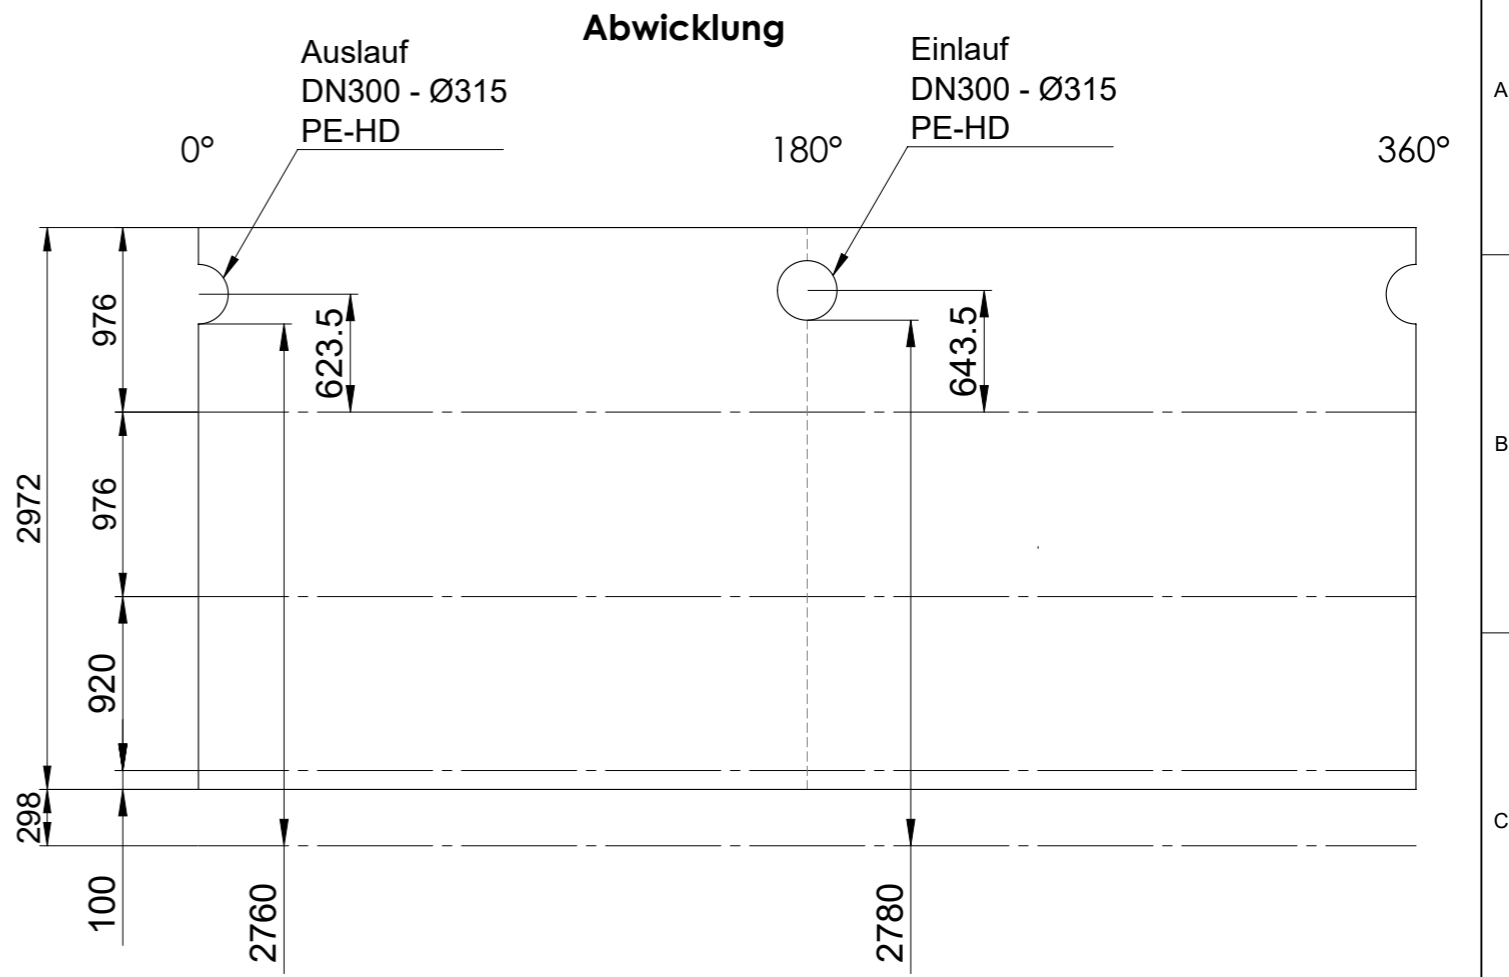 Abwicklung
Auslauf
DN300 - Ø315
PE-HD
Einlauf
DN300 - Ø315
PE-HD
0°
180°
360°
A
B
C
2972
298
976
976
920
100
623.5
643.5
2760
2780